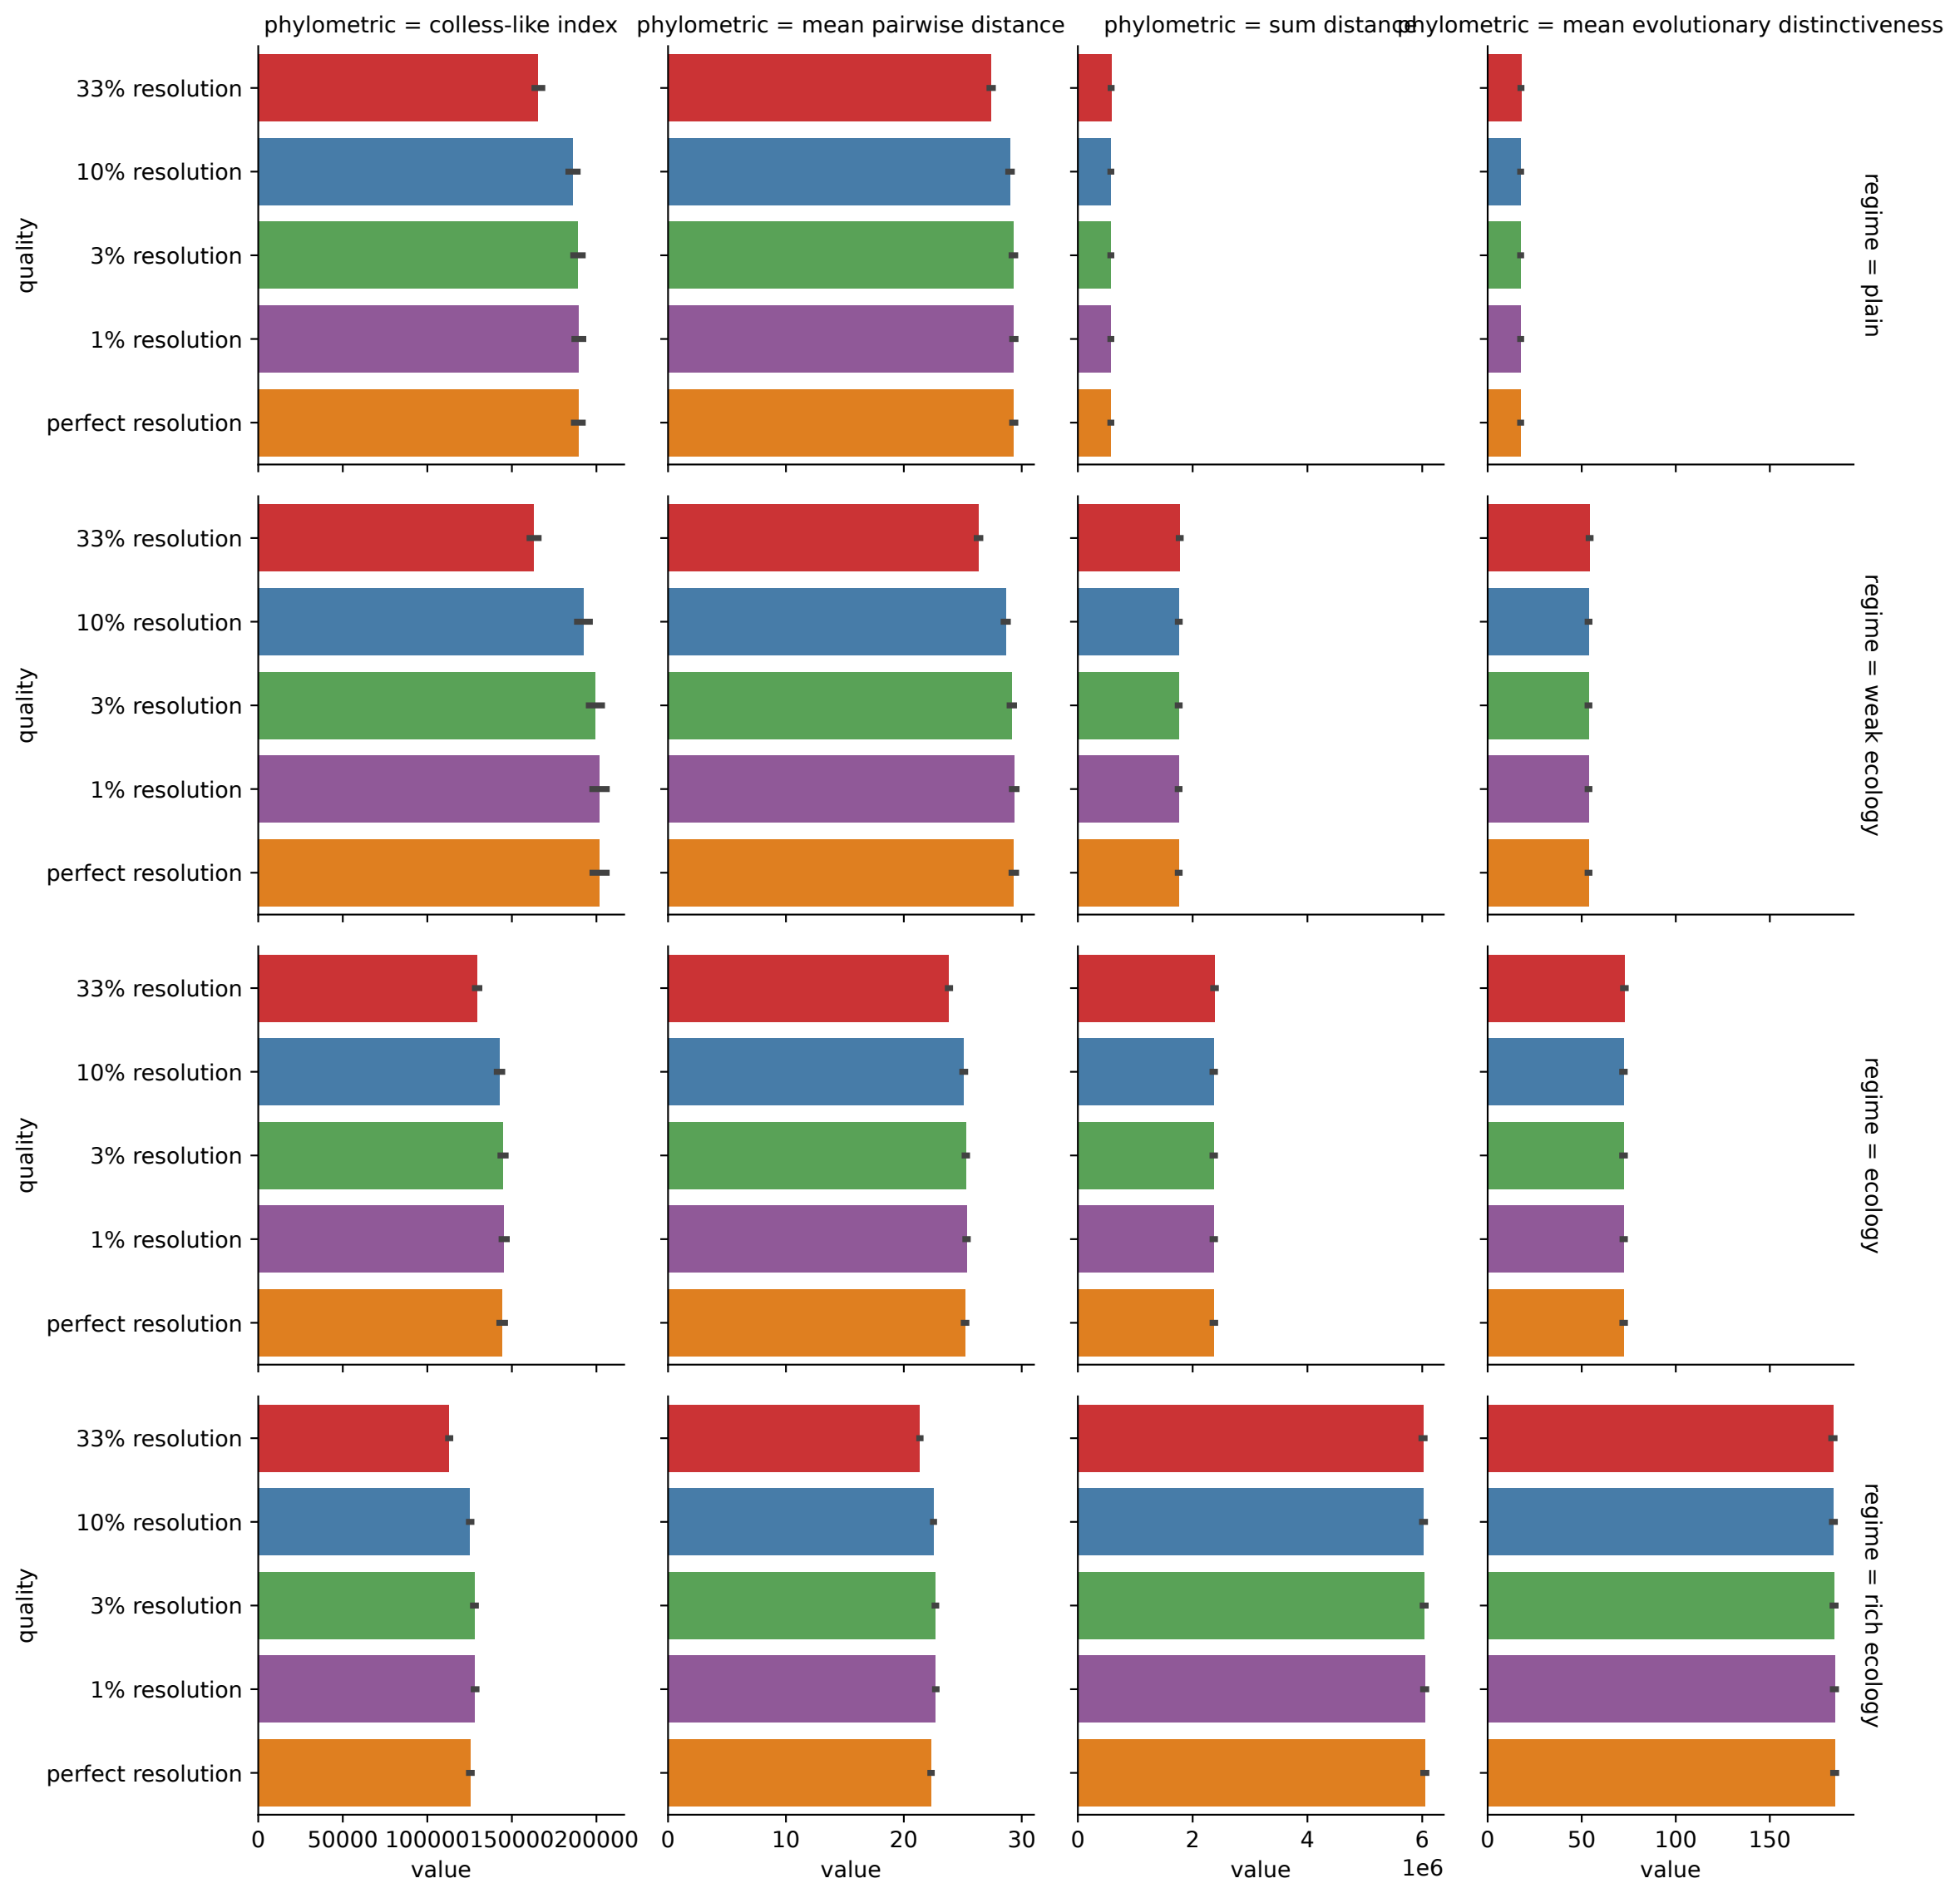 phylometric = colless-like index
phylometric = mean pairwise distance
phylometric = sum distance
phylometric = mean evolutionary distinctiveness
33% resolution
10% resolution
3% resolution
1% resolution
perfect resolution
quality
regime = plain
33% resolution
10% resolution
3% resolution
1% resolution
perfect resolution
quality
regime = weak ecology
33% resolution
10% resolution
3% resolution
1% resolution
perfect resolution
quality
regime = ecology
33% resolution
10% resolution
3% resolution
1% resolution
perfect resolution
quality
regime = rich ecology
0 50000 100000 150000 200000
value
0 10 20 30
value
0 2 4 6
1e6
value
0 50 100 150
value